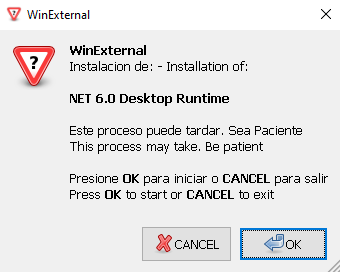 WinExternal
?
WinExternal
Instalacion de: - Installation of:
NET 6.0 Desktop Runtime
Este proceso puede tardar. Sea Paciente
This process may take. Be patient
Presione OK para iniciar o CANCEL para salir
Press OK to start or CANCEL to exit
CANCEL
OK